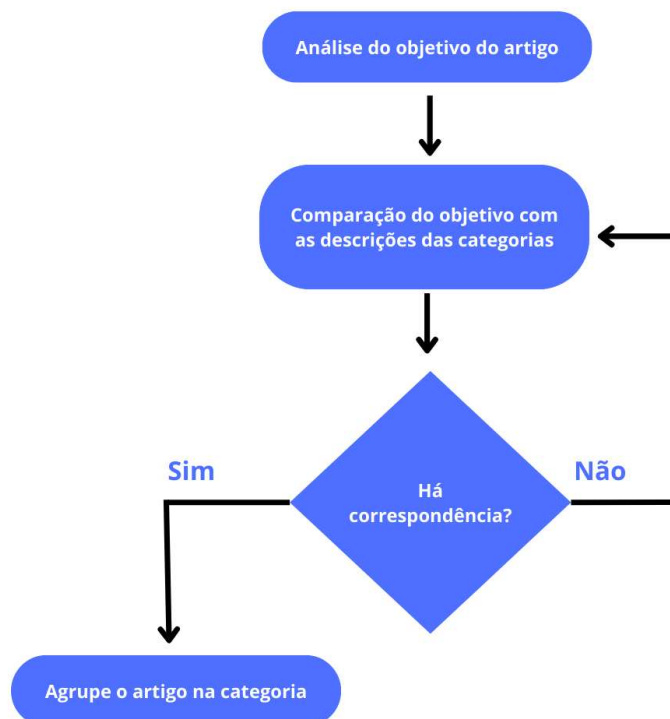 Análise do objetivo do artigo
Comparação do objetivo com
as descrições das categorias
Sim
Não
Há
correspondência?
Agrupe o artigo na categoria